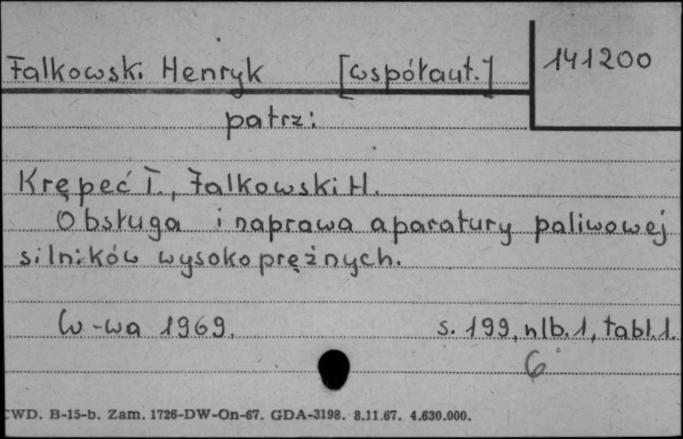 Falkowski Henryk [współaut.] 141200
patrz:
Krępeć T., Falkowski H.
Obsługa i naprawa aparatury paliwowej
silników wysokoprężnych.
W-wa 1969. s. 199, nlb. 1, tabl. 1.
6
CWD. B-15-b. Zam. 1726-DW-On-67. GDA-3198. 8.11.67. 4.630.000.